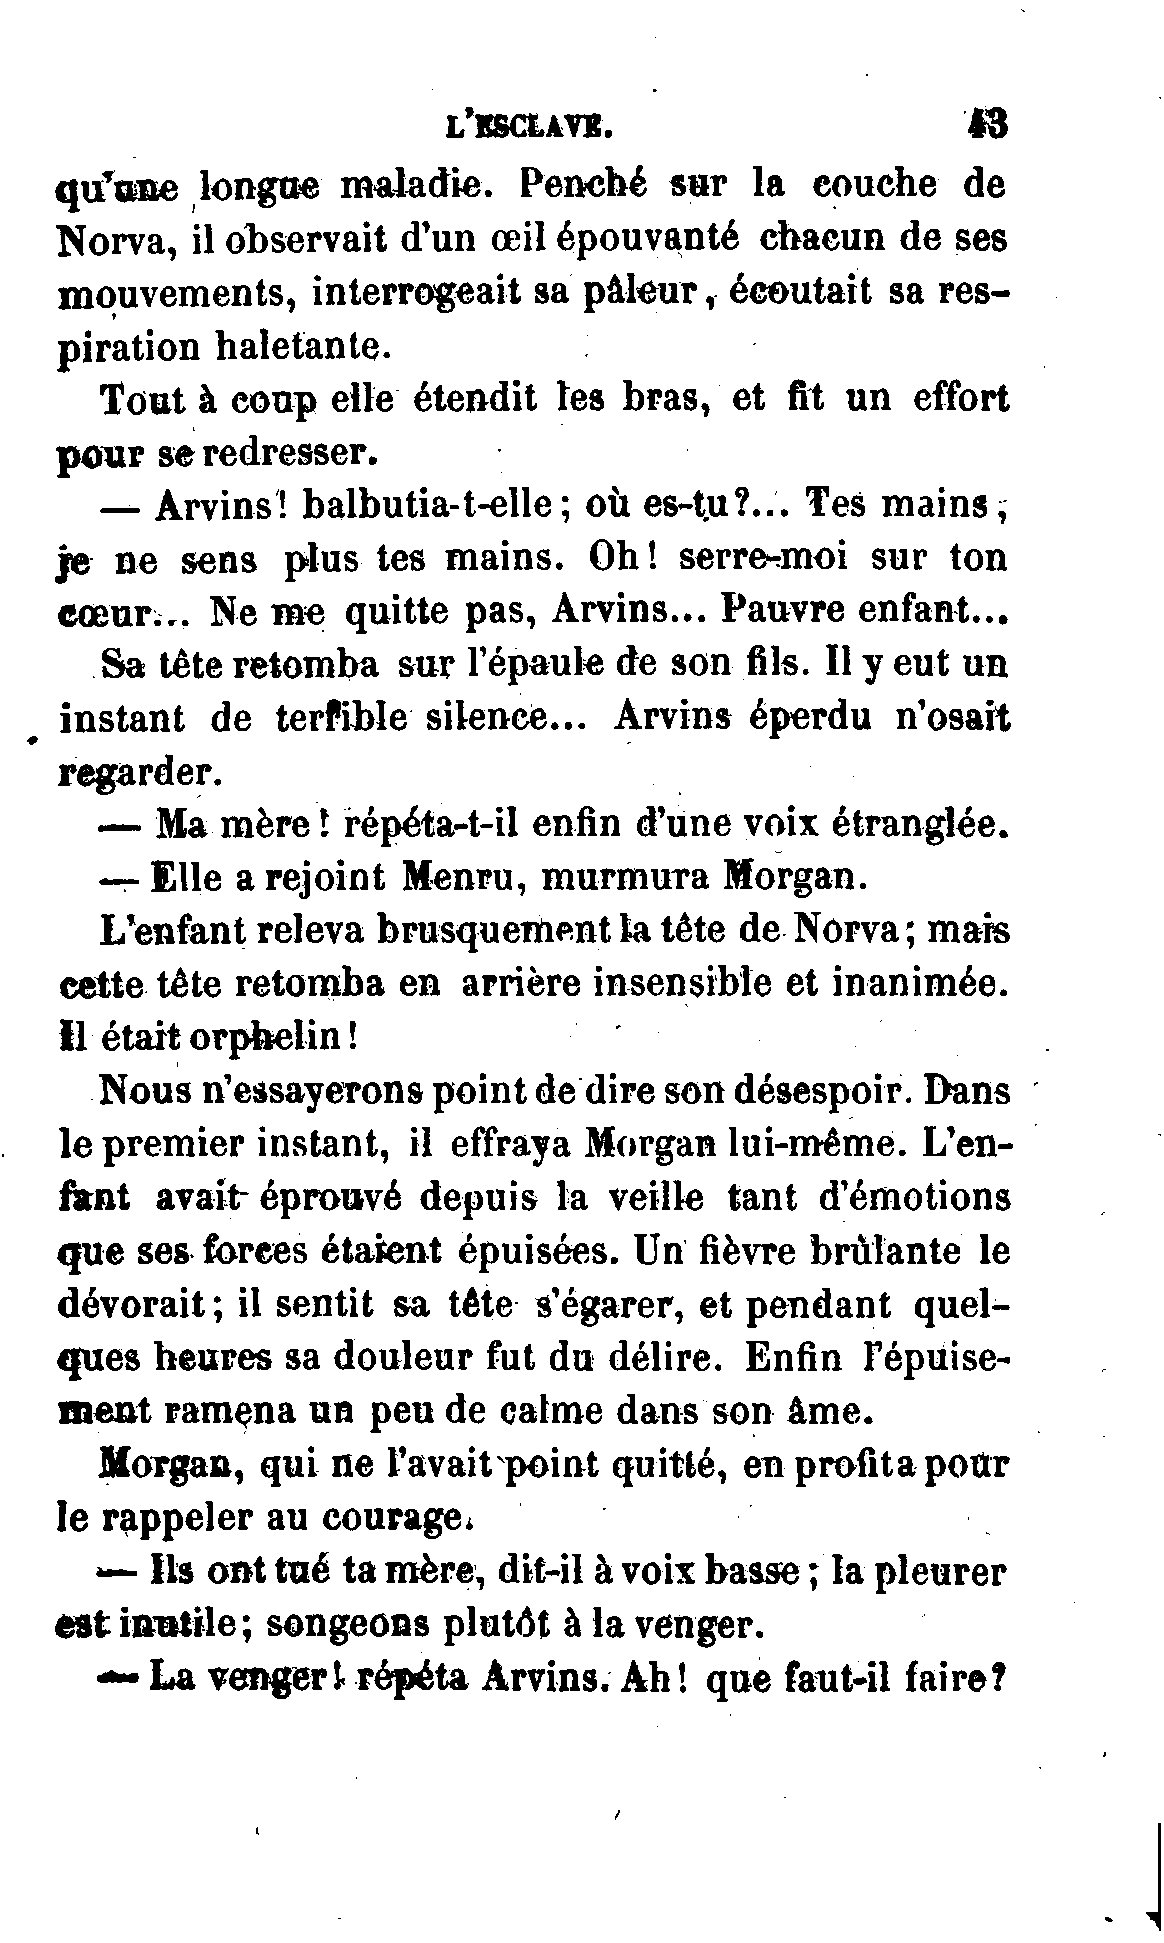 L'ESCLAVE. 43
qu'une longue maladie. Penché sur la couche de
Norva, il observait d'un œil épouvanté chacun de ses
mouvements, interrogeait sa pâleur, écoutait sa res-
piration haletante.
Tout à coup elle étendit les bras, et fit un effort
pour se redresser.
— Arvins! balbutia-t-elle; où es-tu?... Tes mains;
je ne sens plus tes mains. Oh! serre-moi sur ton
cœur... Ne me quitte pas, Arvins... Pauvre enfant...
Sa tête retomba sur l'épaule de son fils. Il y eut un
instant de terrible silence... Arvins éperdu n'osait
regarder.
— Ma mère! répéta-t-il enfin d'une voix étranglée.
— Elle a rejoint Menru, murmura Morgan.
L'enfant releva brusquement la tête de Norva; mais
cette tête retomba en arrière insensible et inanimée.
Il était orphelin!
Nous n'essayerons point de dire son désespoir. Dans
le premier instant, il effraya Morgan lui-même. L'en-
fant avait éprouvé depuis la veille tant d'émotions
que ses forces étaient épuisées. Un fièvre brûlante le
dévorait; il sentit sa tête s'égarer, et pendant quel-
ques heures sa douleur fut du délire. Enfin l'épuise-
ment ramena un peu de calme dans son âme.
Morgan, qui ne l'avait point quitté, en profita pour
le rappeler au courage.
— Ils ont tué ta mère, dit-il à voix basse; la pleurer
est inutile; songeons plutôt à la venger.
— La venger! répéta Arvins. Ah! que faut-il faire?